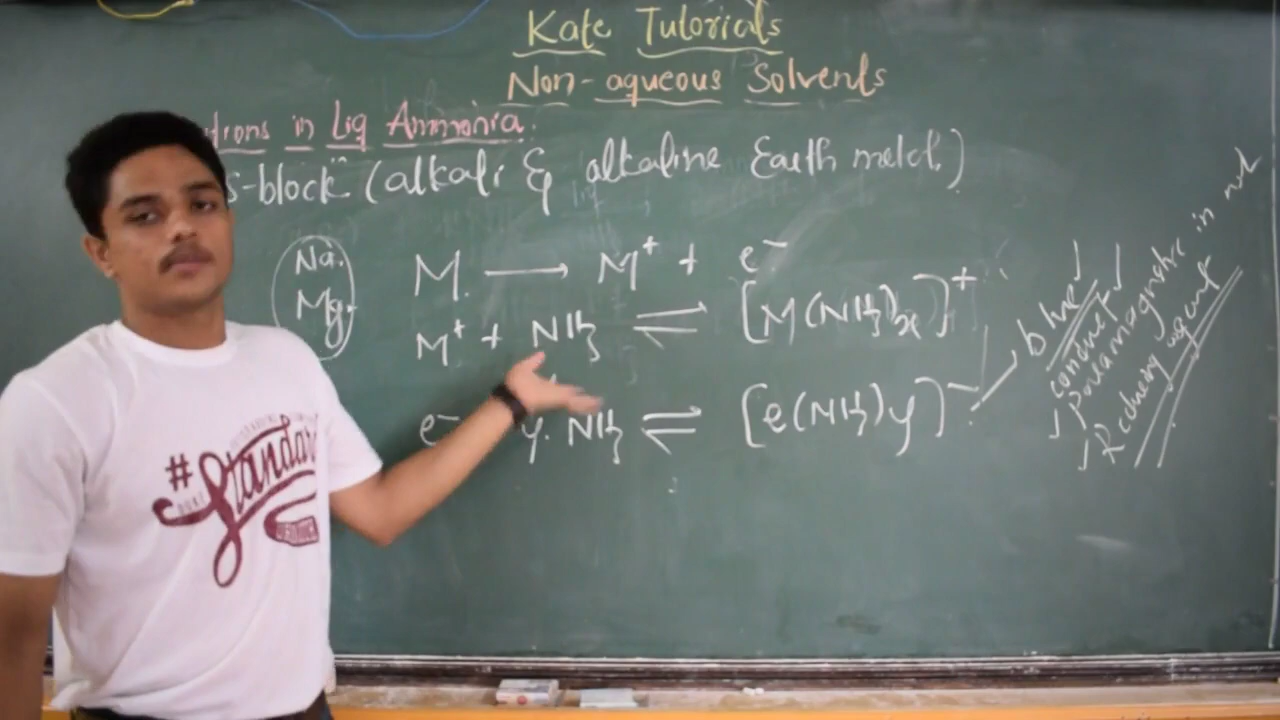 Kate Tutorials
Non-aqueous Solvents
tions in Liq Ammonia.
s-block (alkali & alkaline Earth metal.)
Na.
Mg.
M. ⟶ M⁺ + e⁻
M⁺ + NH₃ ⇌ [M(NH₃)x]⁺
e⁻ y. NH₃ ⇌ [e(NH₃)y]⁻
blue
conduct
Paramagnetic in
Reducing agent
# Standard